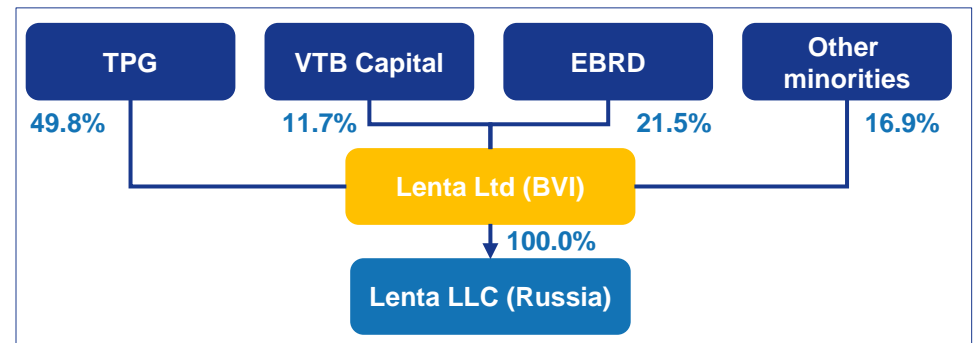 TPG
VTB Capital
EBRD
Other
minorities
49.8%
11.7%
21.5%
16.9%
Lenta Ltd (BVI)
100.0%
Lenta LLC (Russia)